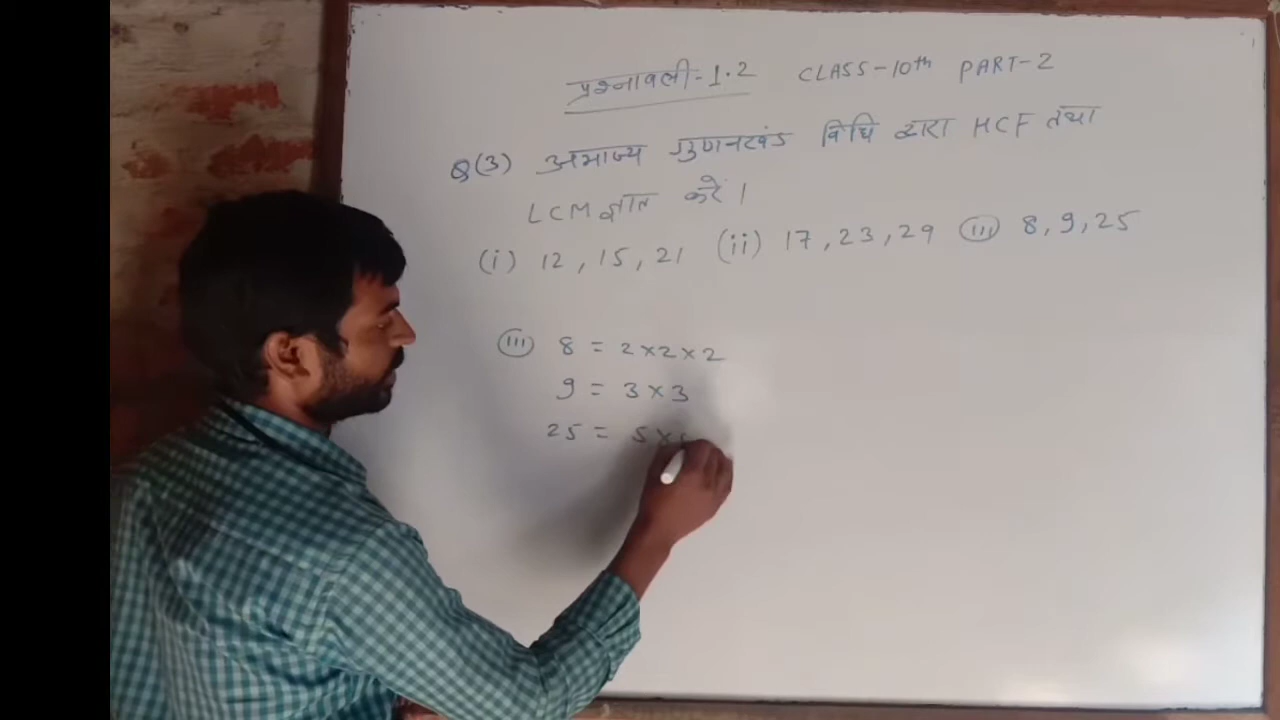 प्रश्नावली-1.2 CLASS-10th PART-2
Q(3) अभाज्य गुणनखंड विधि द्वारा HCF तथा
LCM ज्ञात करें ।
(i) 12, 15, 21 (ii) 17, 23, 29 (iii) 8, 9, 25
(iii) 8 = 2×2×2
9 = 3×3
25 = 5×5